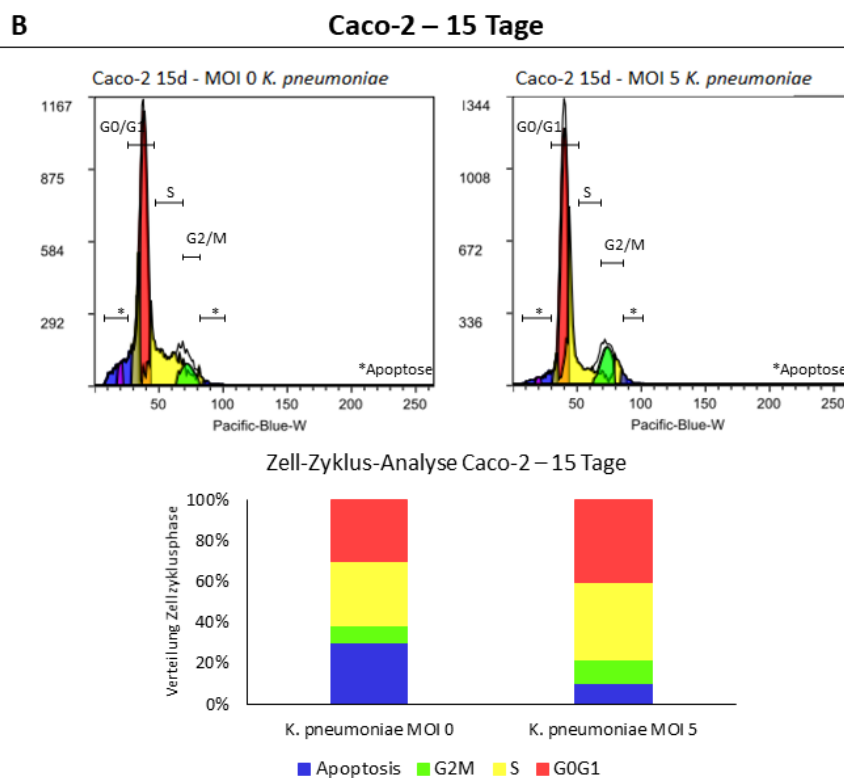 B
Caco-2 – 15 Tage
Caco-2 15d - MOI 0 K. pneumoniae
1167
875
584
292
G0/G1
S
G2/M
*
*
*Apoptose
50
100
150
200
250
Pacific-Blue-W
Caco-2 15d - MOI 5 K. pneumoniae
1344
1008
672
336
G0/G1
S
G2/M
*
*
*Apoptose
50
100
150
200
250
Pacific-Blue-W
Zell-Zyklus-Analyse Caco-2 – 15 Tage
Verteilung Zellzyklusphase
100%
80%
60%
40%
20%
0%
K. pneumoniae MOI 0
K. pneumoniae MOI 5
Apoptosis G2M S G0G1